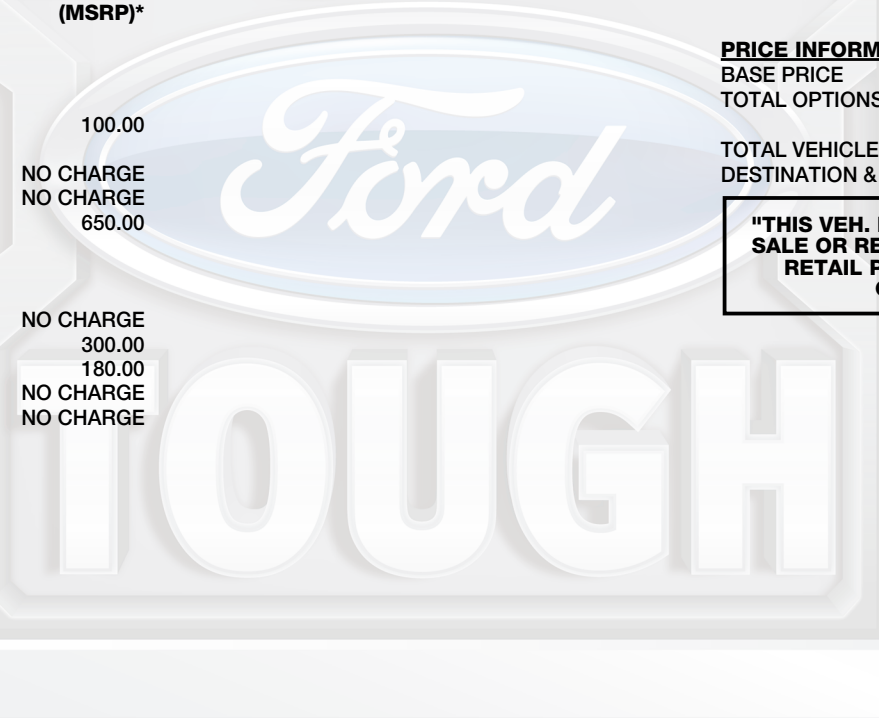 (MSRP)*
100.00
NO CHARGE
NO CHARGE
650.00
NO CHARGE
300.00
180.00
NO CHARGE
NO CHARGE
PRICE INFORM
BASE PRICE
TOTAL OPTIONS
TOTAL VEHICLE
DESTINATION &
"THIS VEH.
SALE OR RE
RETAIL P
Ford
TOUGH